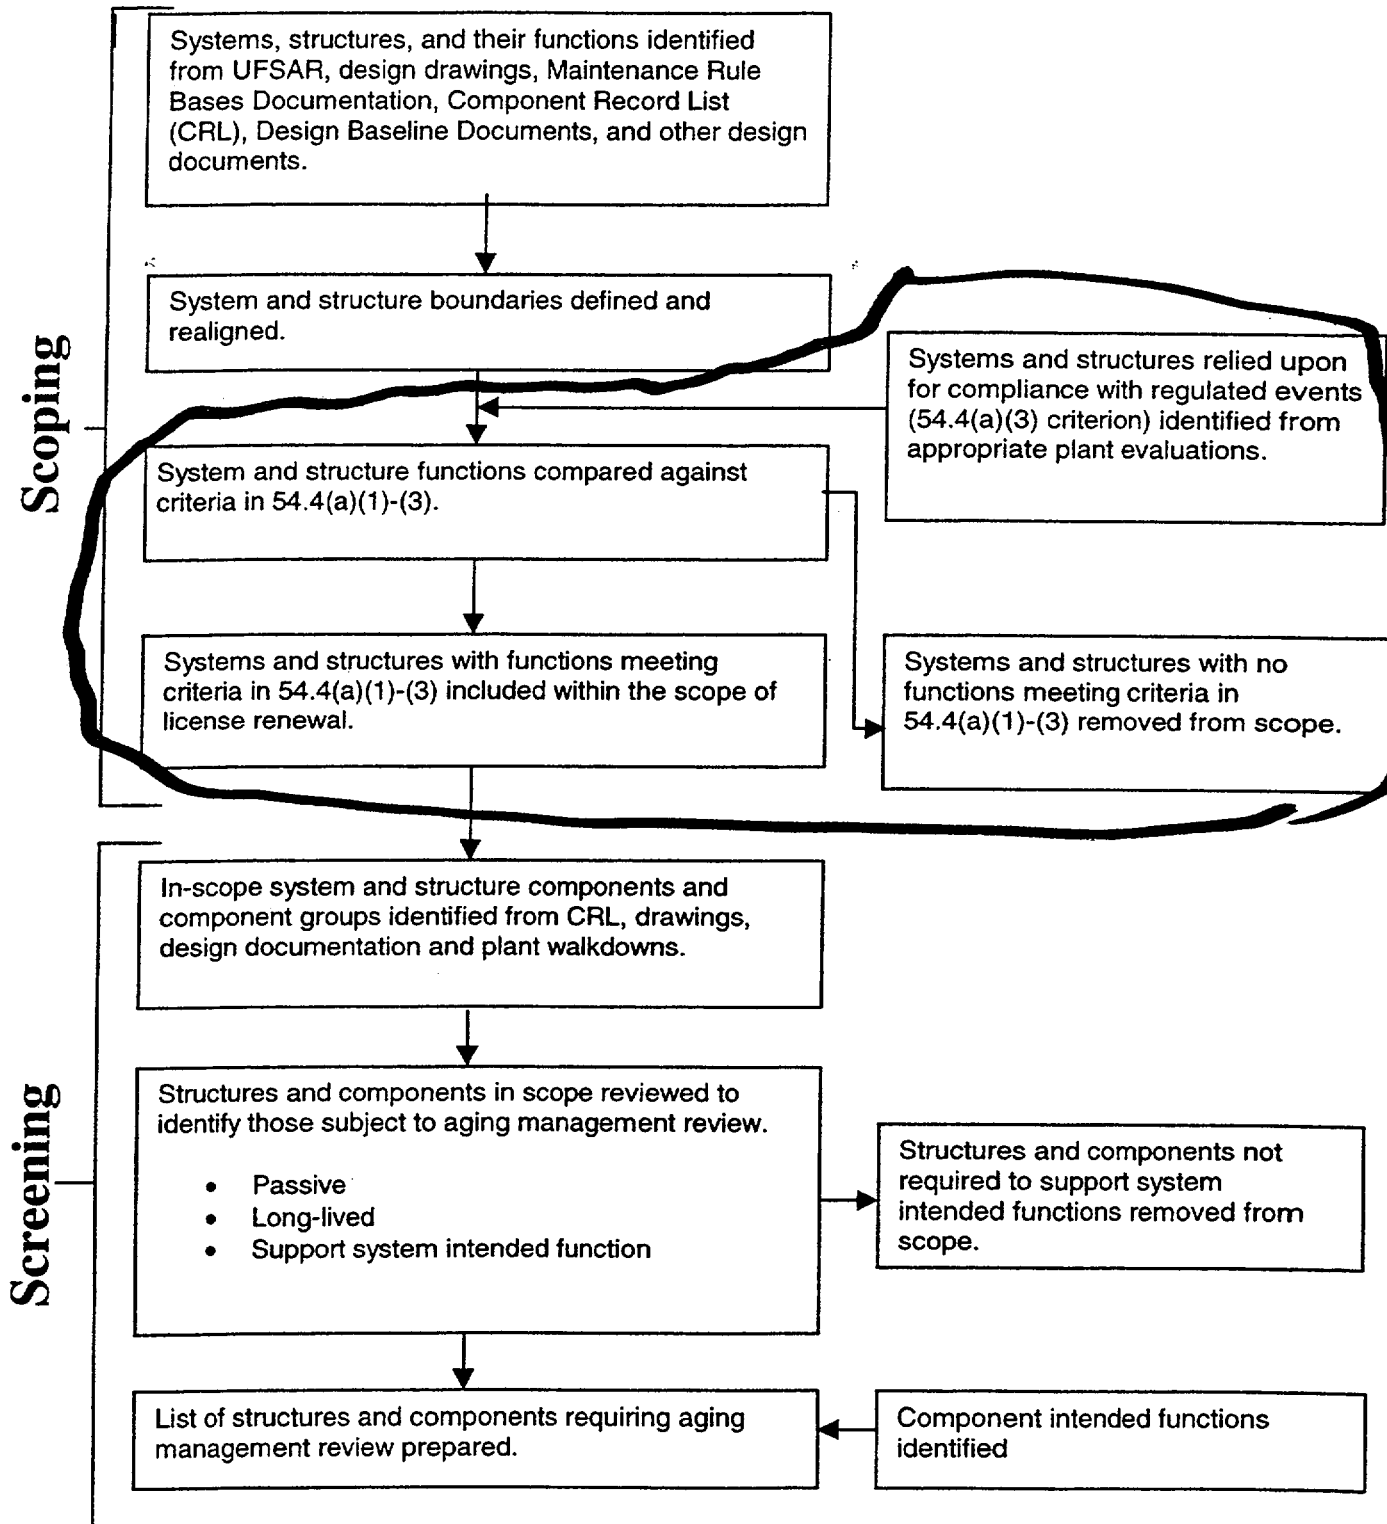 Scoping
Systems, structures, and their functions identified
from UFSAR, design drawings, Maintenance Rule
Bases Documentation, Component Record List
(CRL), Design Baseline Documents, and other design
documents.
System and structure boundaries defined and
realigned.
Systems and structures relied upon
for compliance with regulated events
(54.4(a)(3) criterion) identified from
appropriate plant evaluations.
System and structure functions compared against
criteria in 54.4(a)(1)-(3).
Systems and structures with functions meeting
criteria in 54.4(a)(1)-(3) included within the scope of
license renewal.
Systems and structures with no
functions meeting criteria in
54.4(a)(1)-(3) removed from scope.
Screening
In-scope system and structure components and
component groups identified from CRL, drawings,
design documentation and plant walkdowns.
Structures and components in scope reviewed to
identify those subject to aging management review.
• Passive
• Long-lived
• Support system intended function
Structures and components not
required to support system
intended functions removed from
scope.
List of structures and components requiring aging
management review prepared.
Component intended functions
identified